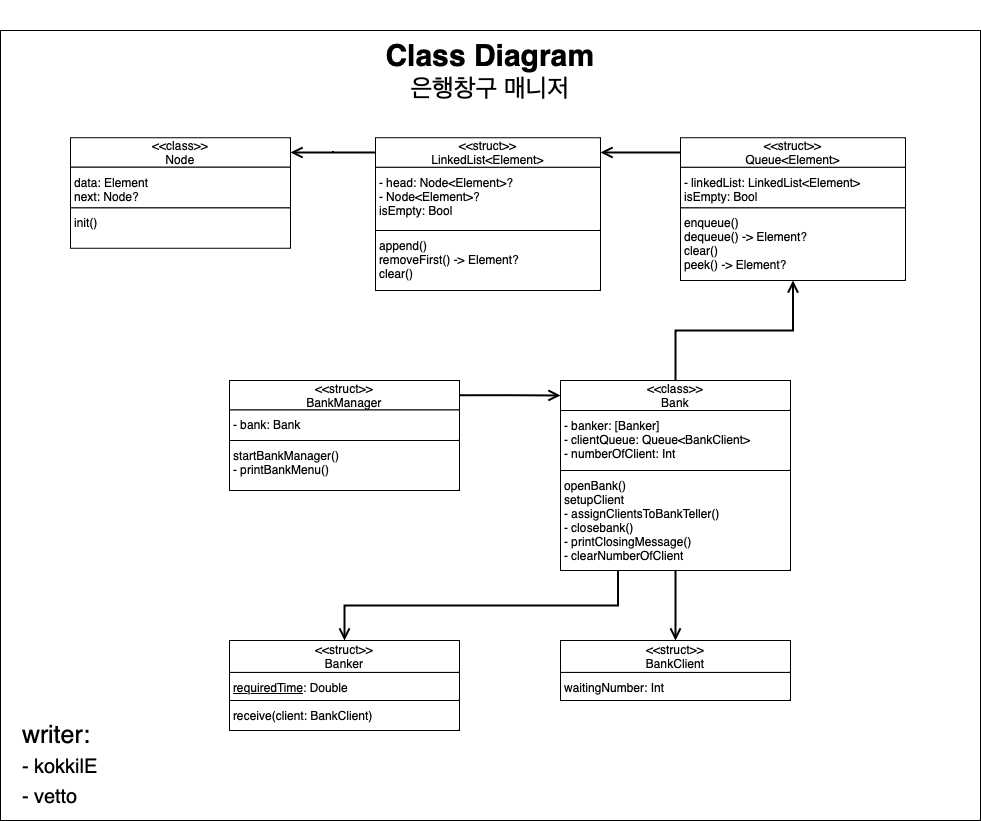 Class Diagram
은행창구 매니저
<<class>>
Node
data: Element
next: Node?
init()
<<struct>>
LinkedList<Element>
- head: Node<Element>?
- Node<Element>?
isEmpty: Bool
append()
removeFirst() -> Element?
clear()
<<struct>>
Queue<Element>
- linkedList: LinkedList<Element>
isEmpty: Bool
enqueue()
dequeue() -> Element?
clear()
peek() -> Element?
<<struct>>
BankManager
- bank: Bank
startBankManager()
- printBankMenu()
<<class>>
Bank
- banker: [Banker]
- clientQueue: Queue<BankClient>
- numberOfClient: Int
openBank()
setupClient
- assignClientsToBankTeller()
- closebank()
- printClosingMessage()
- clearNumberOfClient
<<struct>>
Banker
requiredTime: Double
receive(client: BankClient)
<<struct>>
BankClient
waitingNumber: Int
writer:
- kokkilE
- vetto